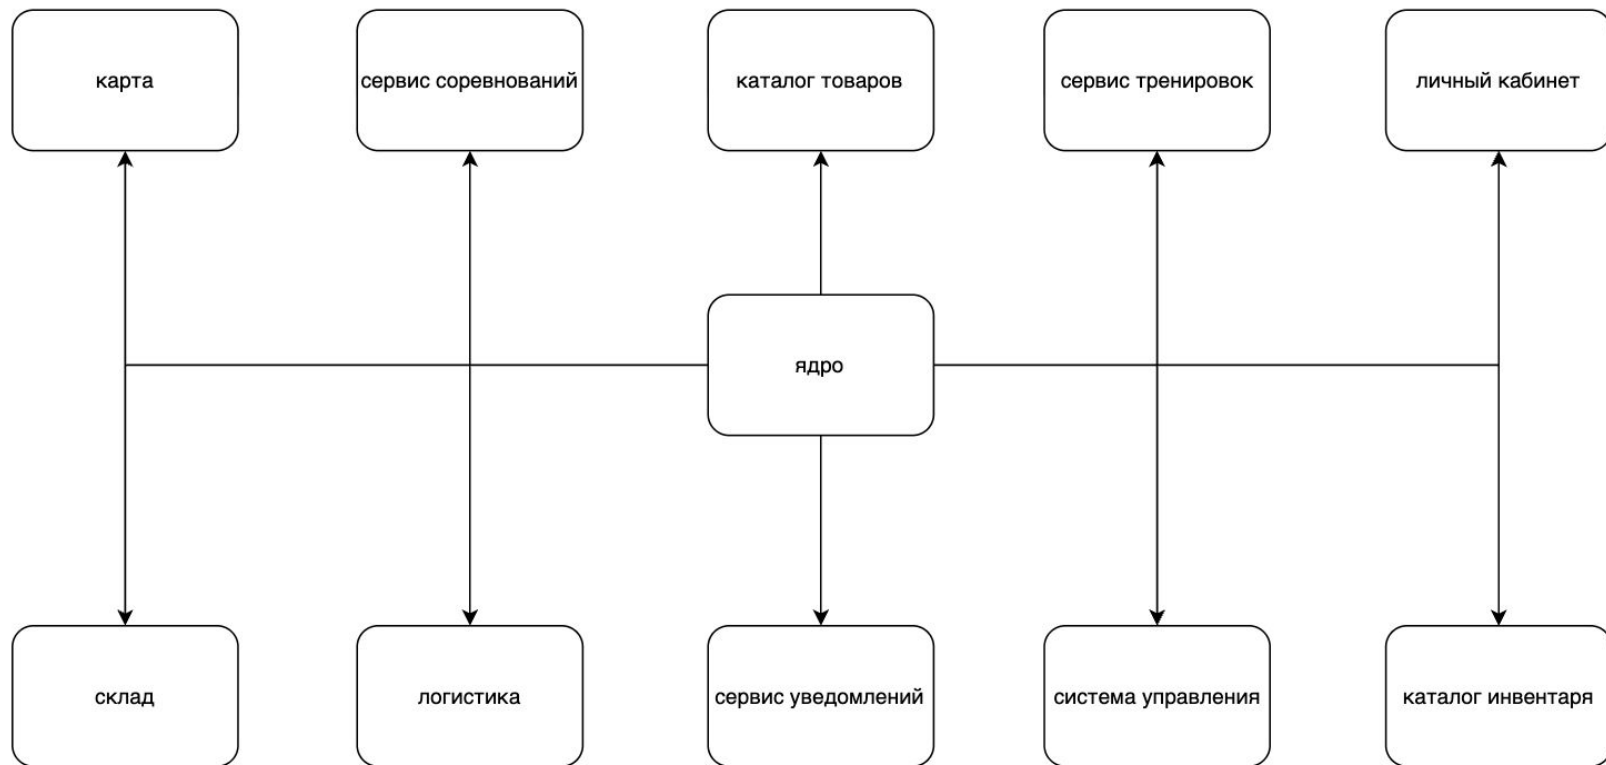 карта
сервис соревнований
каталог товаров
сервис тренировок
личный кабинет
ядро
склад
логистика
сервис уведомлений
система управления
каталог инвентаря